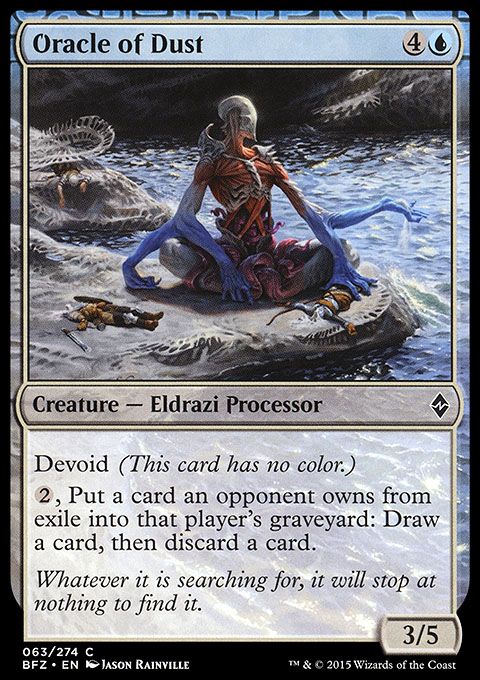 Oracle of Dust 4
Creature — Eldrazi Processor
Devoid (This card has no color.)
2, Put a card an opponent owns from
exile into that player's graveyard: Draw
a card, then discard a card.
Whatever it is searching for, it will stop at
nothing to find it.
3/5
063/274 C
BFZ • EN Jason Rainville
™ & © 2015 Wizards of the Coast